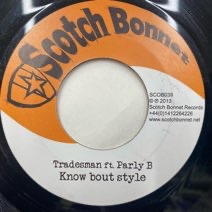 Scotch Bonnet
SCOB039
©℗ 2013
Scotch Bonnet Records
+44(0)1412264226
www.scotchbonnet.net
Tradesman ft. Parly B
Know bout style